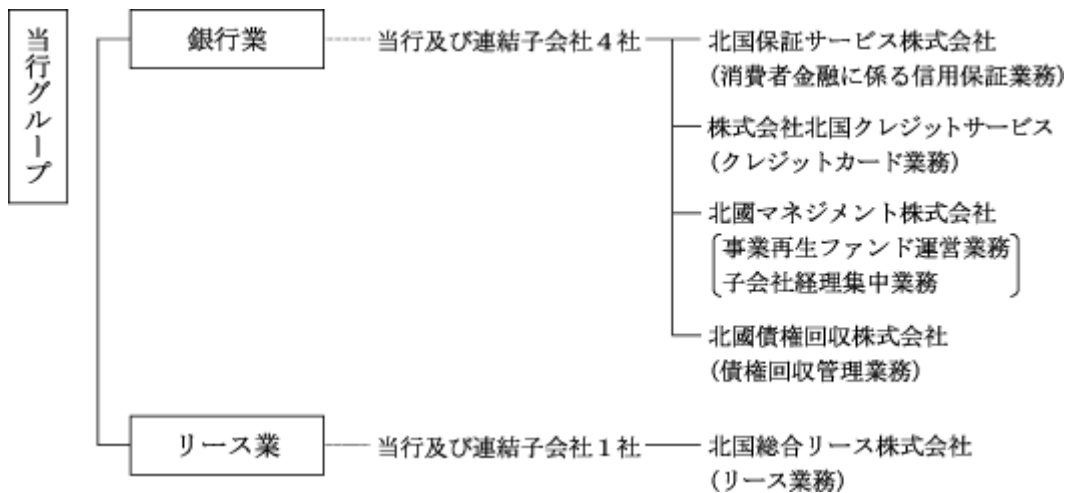 当行グループ
銀行業
当行及び連結子会社4社
北国保証サービス株式会社
(消費者金融に係る信用保証業務)
株式会社北国クレジットサービス
(クレジットカード業務)
北國マネジメント株式会社
事業再生ファンド運営業務
子会社経理集中業務
北國債権回収株式会社
(債権回収管理業務)
リース業
当行及び連結子会社1社
北国総合リース株式会社
(リース業務)